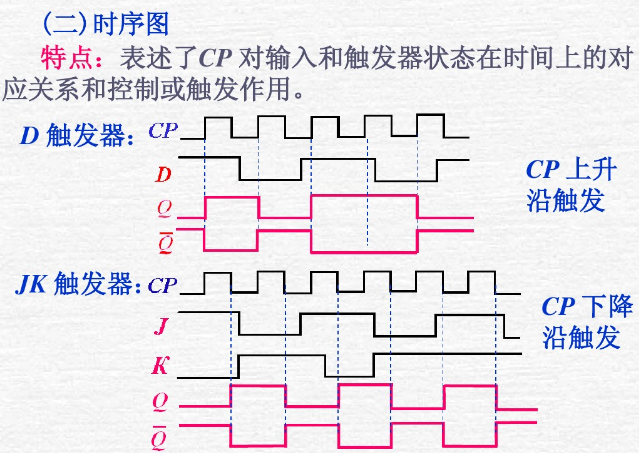 (二)时序图
特点：表述了CP 对输入和触发器状态在时间上的对
应关系和控制或触发作用。
D 触发器：CP
D
Q
Q̅
CP 上升
沿触发
JK 触发器：CP
J
K
Q
Q̅
CP 下降
沿触发